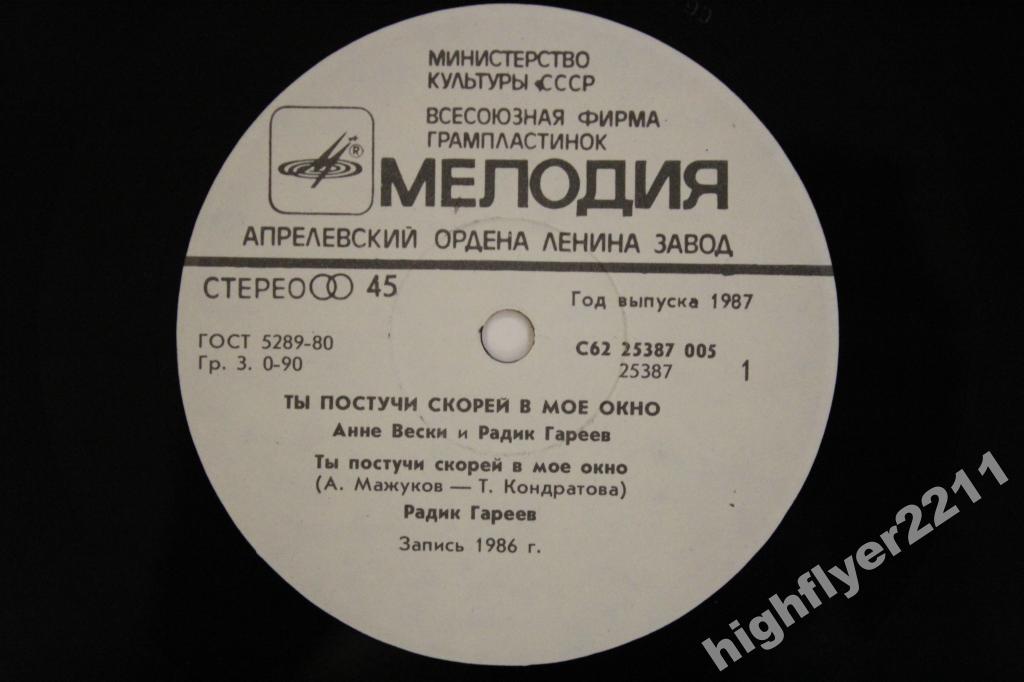 МИНИСТЕРСТВО
КУЛЬТУРЫ СССР
ВСЕСОЮЗНАЯ ФИРМА
ГРАМПЛАСТИНОК
®
МЕЛОДИЯ
АПРЕЛЕВСКИЙ ОРДЕНА ЛЕНИНА ЗАВОД
СТЕРЕО 45
Год выпуска 1987
ГОСТ 5289-80
Гр. 3. 0-90
С62 25387 005
25387 1
ТЫ ПОСТУЧИ СКОРЕЙ В МОЕ ОКНО
Анне Вески и Радик Гареев
Ты постучи скорей в мое окно
(А. Мажуков — Т. Кондратова)
Радик Гареев
Запись 1986 г.
highflyer2211